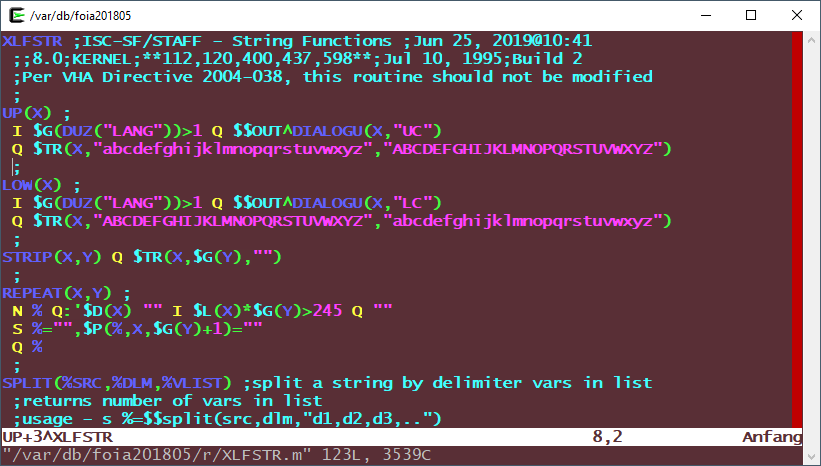 /var/db/foia201805
XLFSTR ;ISC-SF/STAFF - String Functions ;Jun 25, 2019@10:41
 ;;8.0;KERNEL;**112,120,400,437,598**;Jul 10, 1995;Build 2
 ;Per VHA Directive 2004-038, this routine should not be modified
 ;
UP(X) ;
 I $G(DUZ("LANG"))>1 Q $$OUT^DIALOGU(X,"UC")
 Q $TR(X,"abcdefghijklmnopqrstuvwxyz","ABCDEFGHIJKLMNOPQRSTUVWXYZ")
 ;
LOW(X) ;
 I $G(DUZ("LANG"))>1 Q $$OUT^DIALOGU(X,"LC")
 Q $TR(X,"ABCDEFGHIJKLMNOPQRSTUVWXYZ","abcdefghijklmnopqrstuvwxyz")
 ;
STRIP(X,Y) Q $TR(X,$G(Y),"")
 ;
REPEAT(X,Y) ;
 N % Q:'$D(X) "" I $L(X)*$G(Y)>245 Q ""
 S %="",$P(%,X,$G(Y)+1)=""
 Q %
 ;
SPLIT(%SRC,%DLM,%VLIST) ;split a string by delimiter vars in list
 ;returns number of vars in list
 ;usage - s %=$$split(src,dlm,"d1,d2,d3,..")
UP+3^XLFSTR 8,2 Anfang
"/var/db/foia201805/r/XLFSTR.m" 123L, 3539C